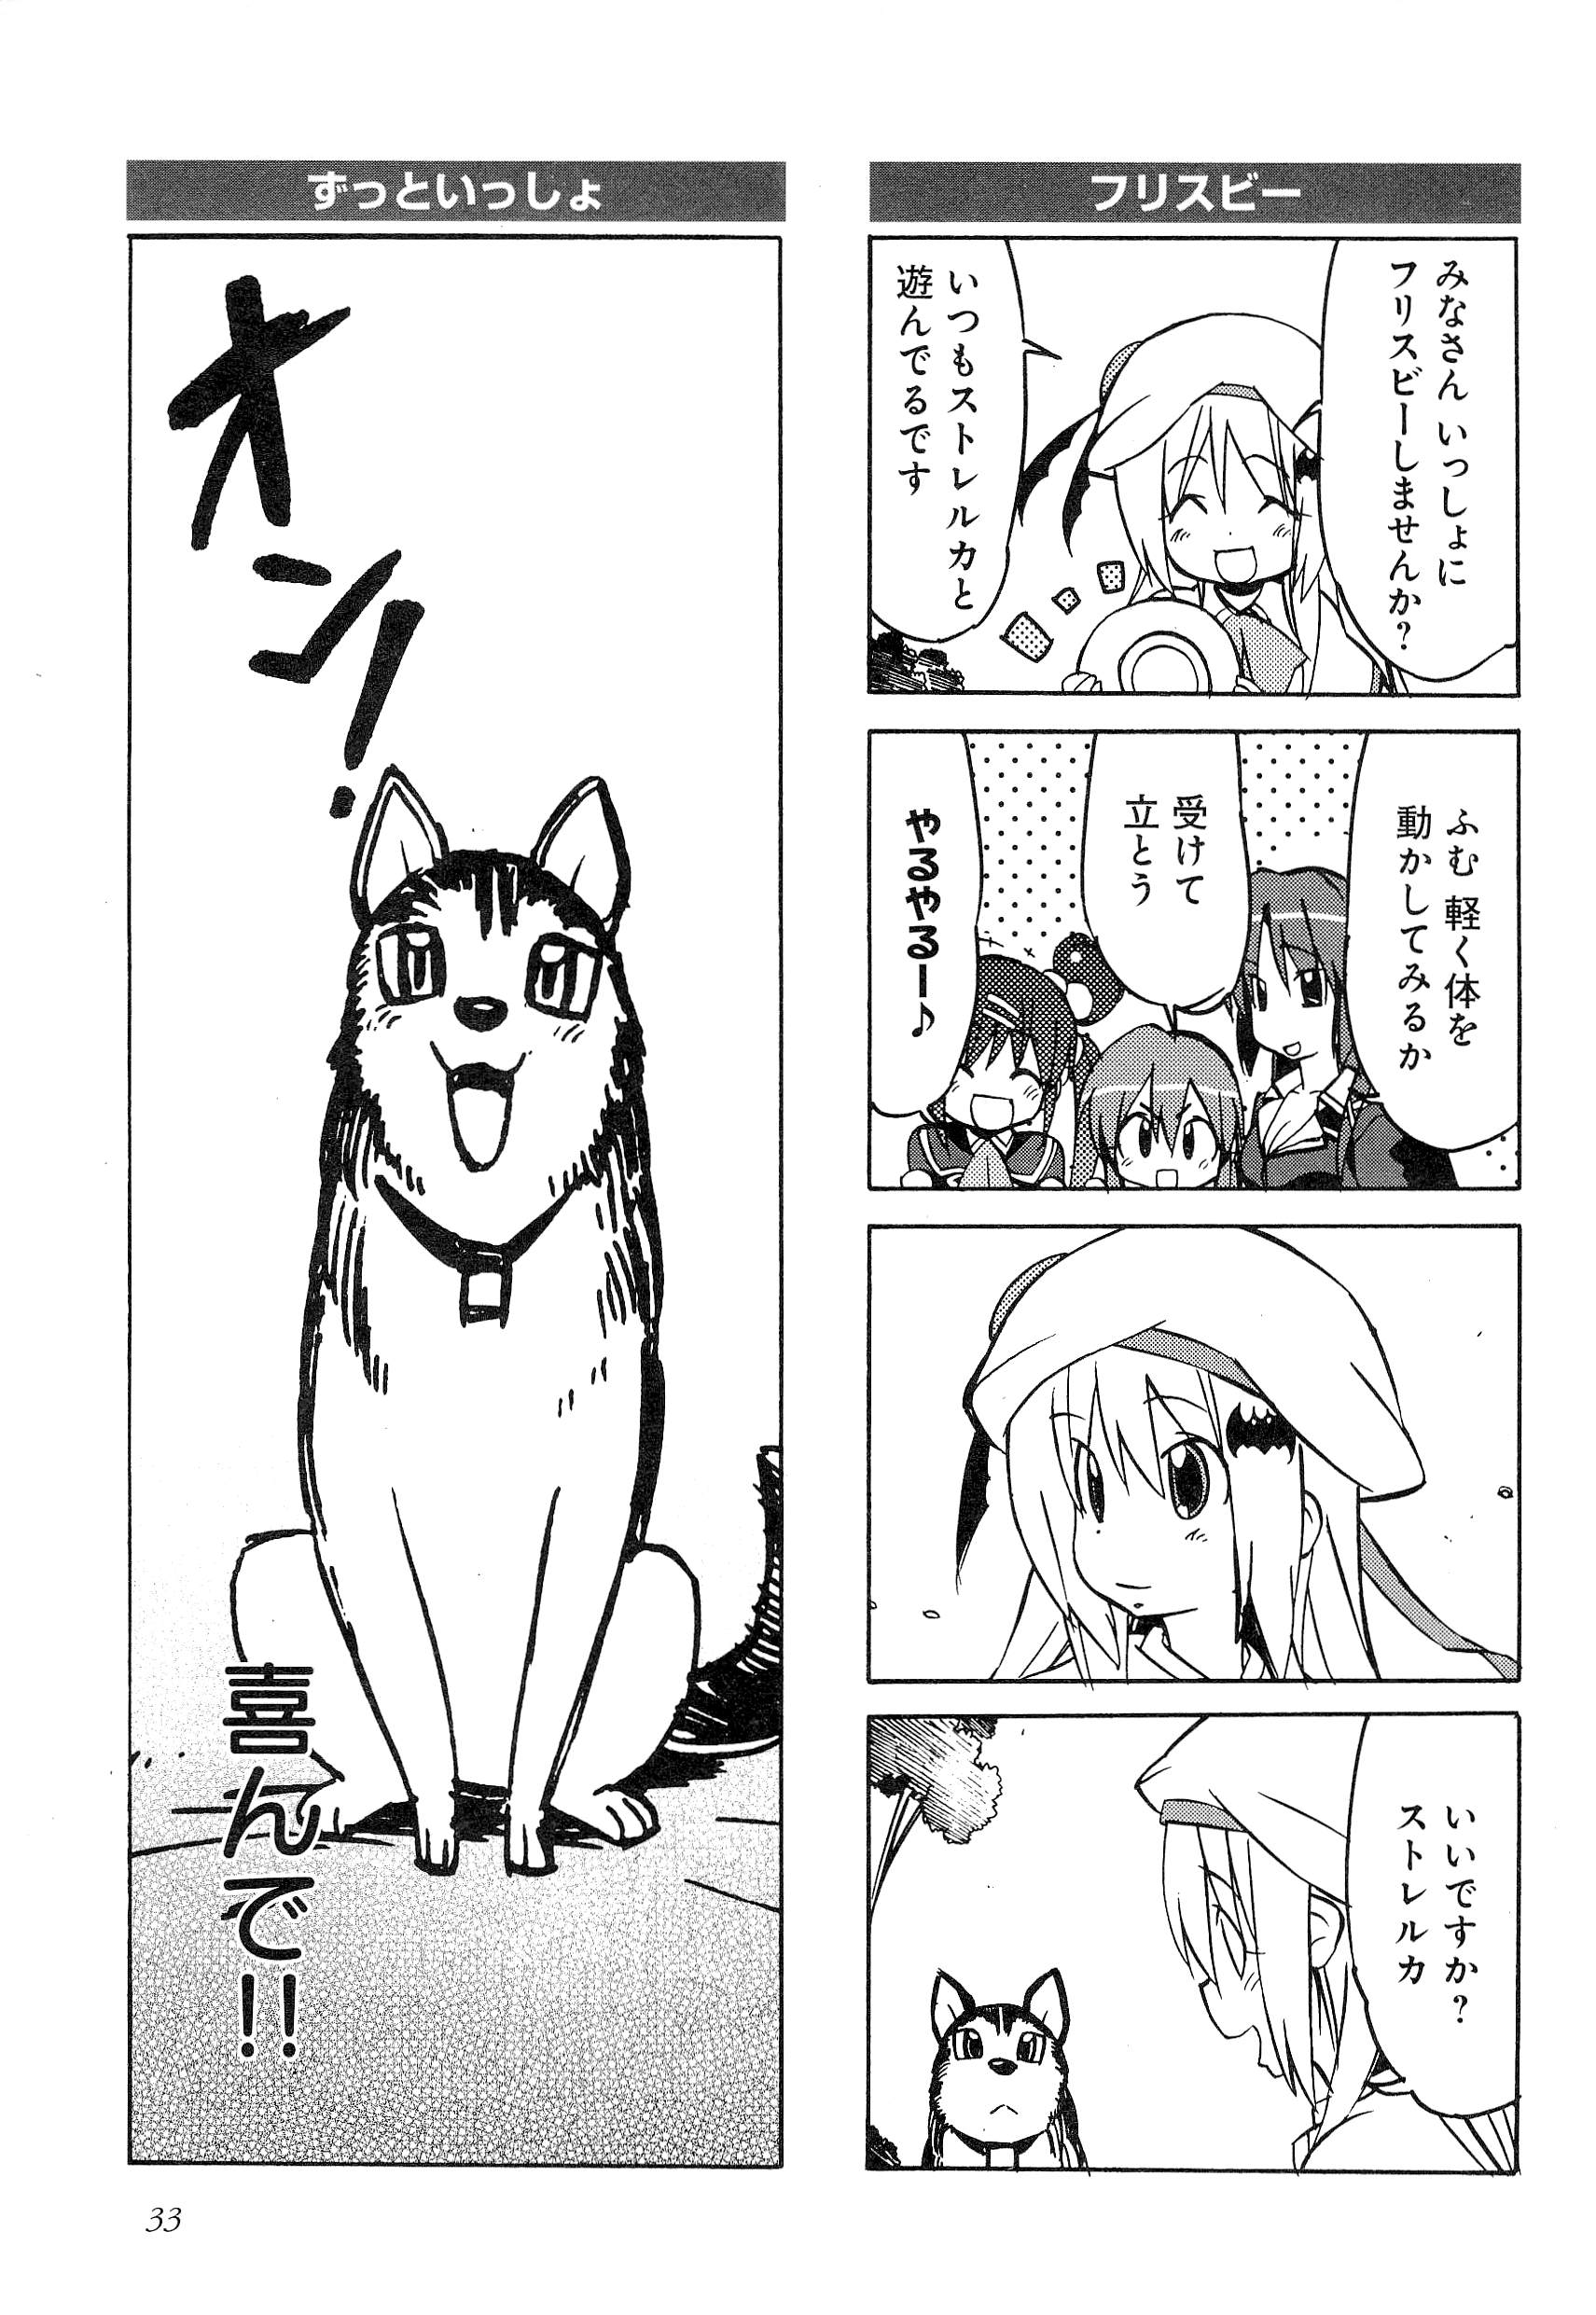 フリスビー
みなさん いっしょに
フリスビーしませんか？
いつもストレルカと
遊んでるです
ふむ 軽く体を
動かしてみるか
受けて
立とう
やるやるー♪
いいですか？
ストレルカ
ずっといっしょ
オンッ！
喜んで!!
33